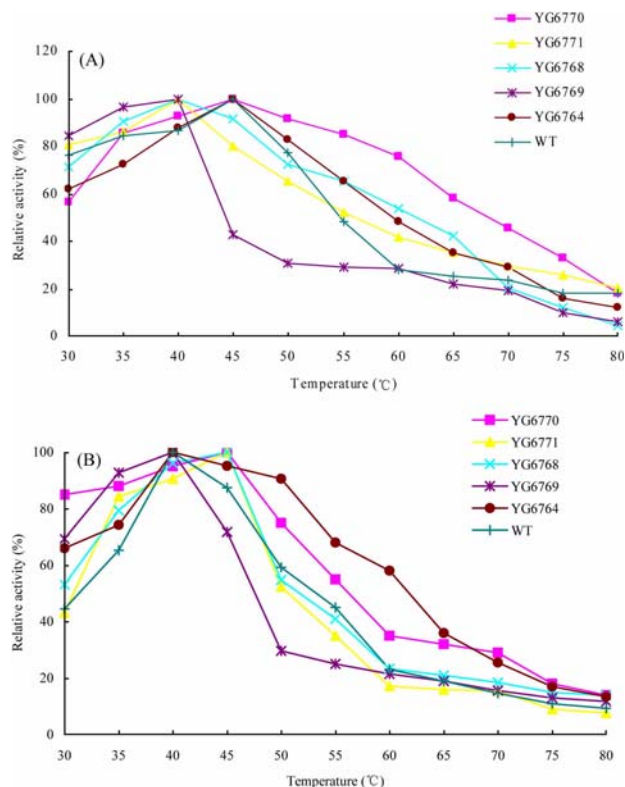 (A)
YG6770
YG6771
YG6768
YG6769
YG6764
WT
Relative activity (%)
120
100
80
60
40
20
0
30 35 40 45 50 55 60 65 70 75 80
Temperature (℃)
(B)
YG6770
YG6771
YG6768
YG6769
YG6764
WT
Relative activity (%)
100
80
60
40
20
0
30 35 40 45 50 55 60 65 70 75 80
Temperature (℃)